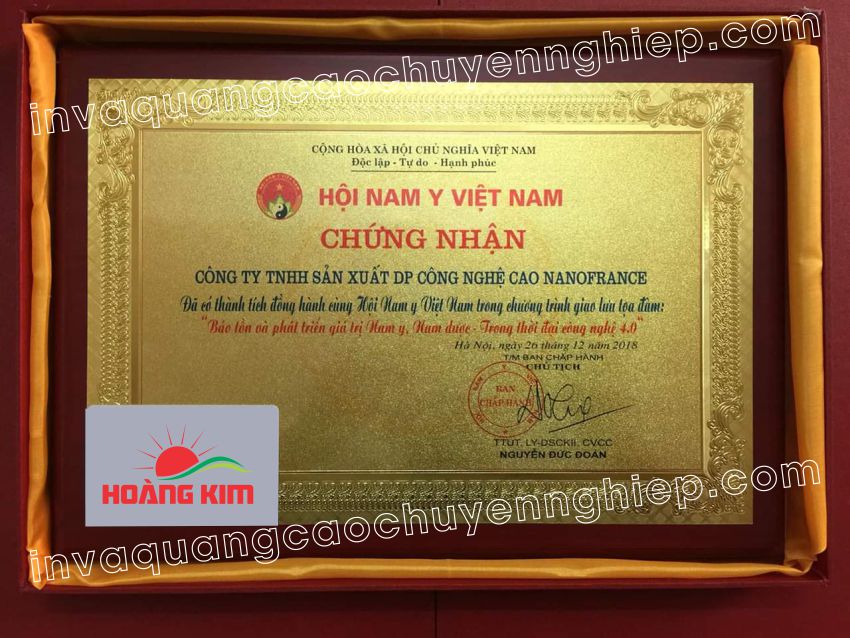 invaquangcaochuyennghiep.com
CỘNG HÒA XÃ HỘI CHỦ NGHĨA VIỆT NAM
Độc lập - Tự do - Hạnh phúc
HỘI NAM Y VIỆT NAM
CHỨNG NHẬN
CÔNG TY TNHH SẢN XUẤT DP CÔNG NGHỆ CAO NANOFRANCE
Đã có thành tích đồng hành cùng Hội Nam y Việt Nam trong chương trình giao lưu tọa đàm:
"Bảo tồn và phát triển giá trị Nam y, Nam dược - Trong thời đại công nghệ 4.0"
Hà Nội, ngày 26 tháng 12 năm 2018
T/M BAN CHẤP HÀNH
CHỦ TỊCH
BAN
CHẤP HÀNH
TTƯT, LY-DSCKII, CVCC
NGUYỄN ĐỨC ĐOÀN
HOÀNG KIM
invaquangcaochuyennghiep.com